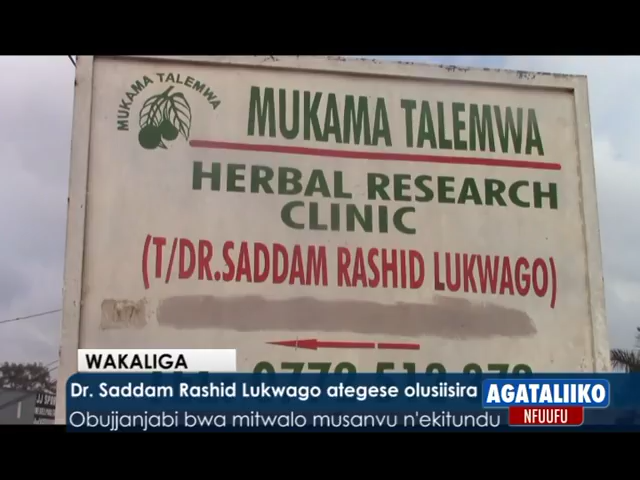 MUKAMA TALEMWA
MUKAMA TALEMWA
HERBAL RESEARCH
CLINIC
(T/DR.SADDAM RASHID LUKWAGO)
WAKALIGA
Dr. Saddam Rashid Lukwago ategese olusiisira
Obujjanjabi bwa mitwalo musanvu n'ekitundu
AGATALIIKO
NFUUFU